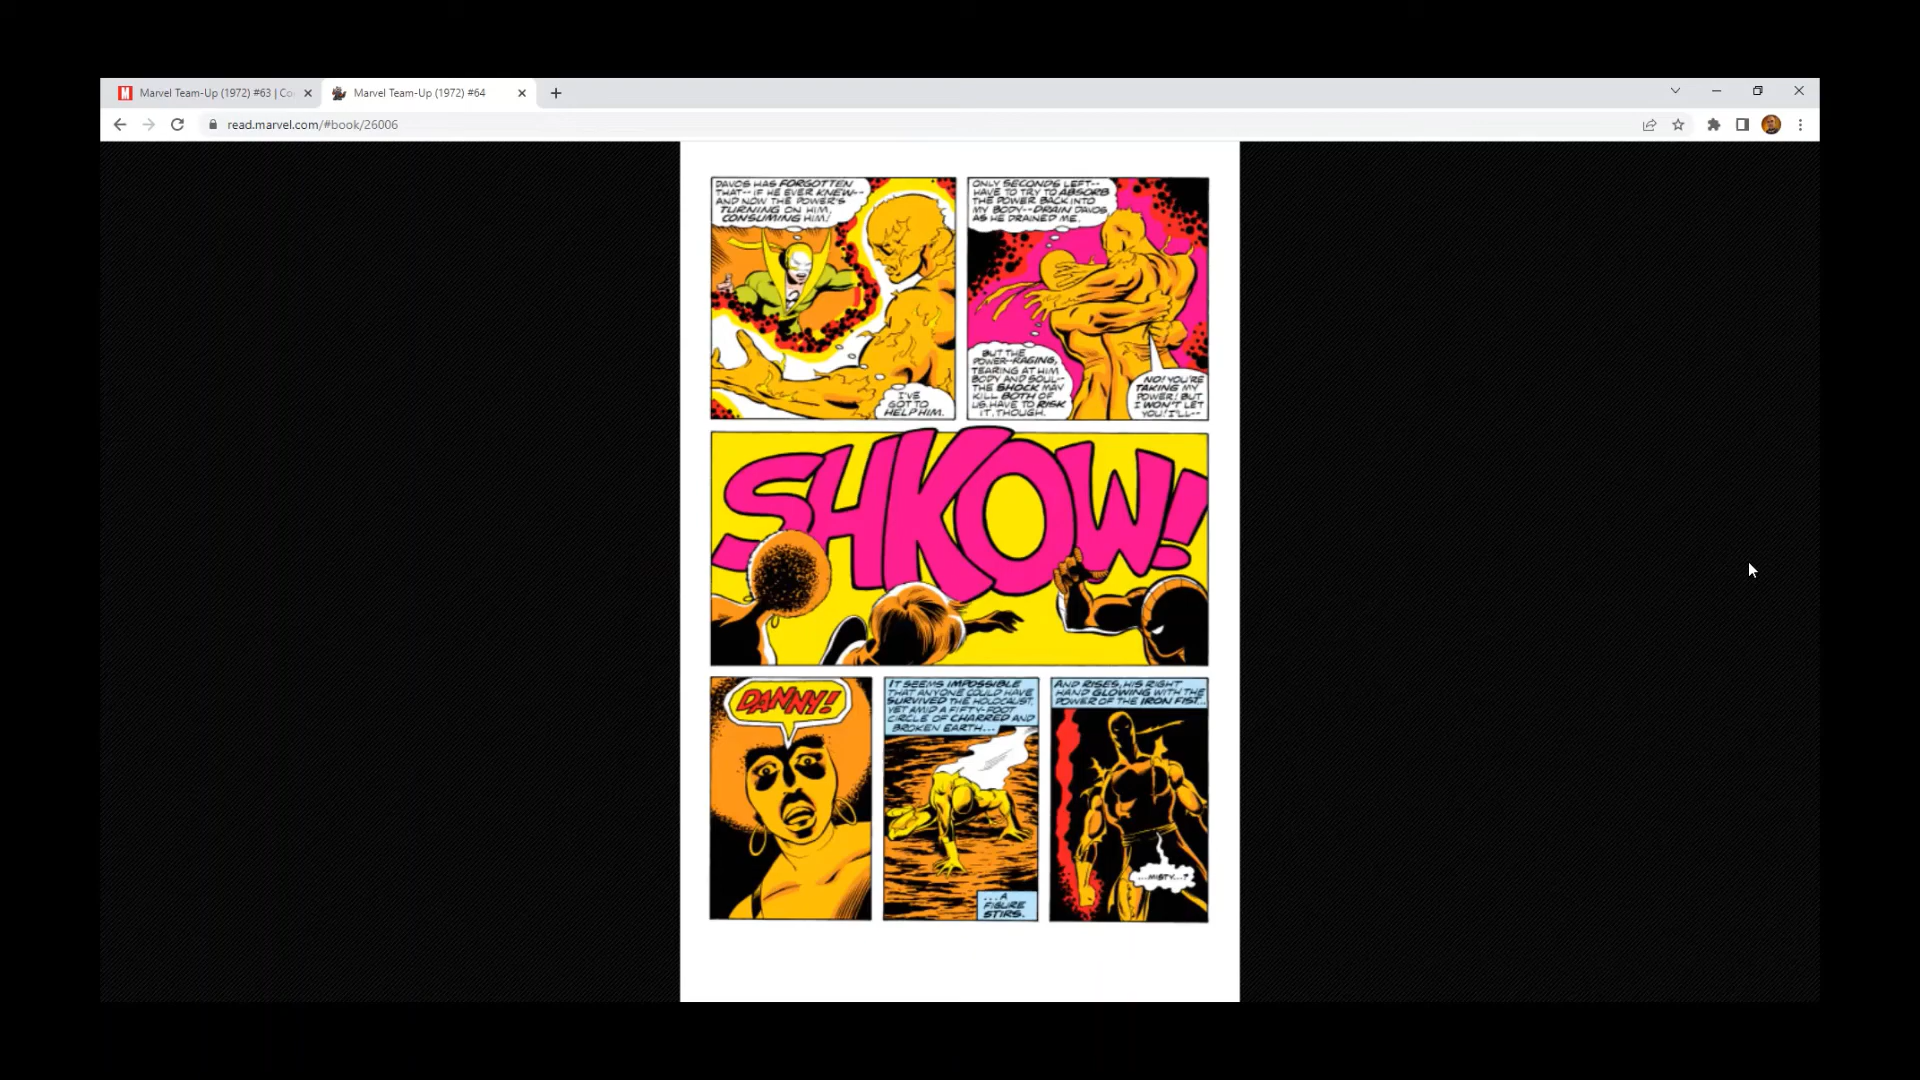 Marvel Team-Up (1972) #63 | Co
Marvel Team-Up (1972) #64
read.marvel.com/#book/26006
DAVOS HAS FORGOTTEN
THAT--IF HE EVER KNEW--
AND NOW THE POWER'S
TURNING ON HIM,
CONSUMING HIM!
I'VE
GOT TO
HELP HIM.
ONLY SECONDS LEFT--
HAVE TO TRY TO ABSORB
THE POWER BACK INTO
MY BODY--DRAIN DAVOS
AS HE DRAINED ME.
BUT THE
POWER--RAGING,
TEARING AT HIM
BODY AND SOUL--
THE SHOCK MAY
KILL BOTH OF
US. HAVE TO RISK
IT, THOUGH.
NO! YOU'RE
TAKING MY
POWER! BUT
I WON'T LET
YOU! I'LL--
SHKOW!
DANNY!
IT SEEMS IMPOSSIBLE
THAT ANYONE COULD HAVE
SURVIVED THE HOLOCAUST.
YET AMID A FIFTY-FOOT
CIRCLE OF CHARRED AND
BROKEN EARTH...
...A
FIGURE
STIRS.
AND RISES, HIS RIGHT
HAND GLOWING WITH THE
POWER OF THE IRON FIST...
...MISTY...?